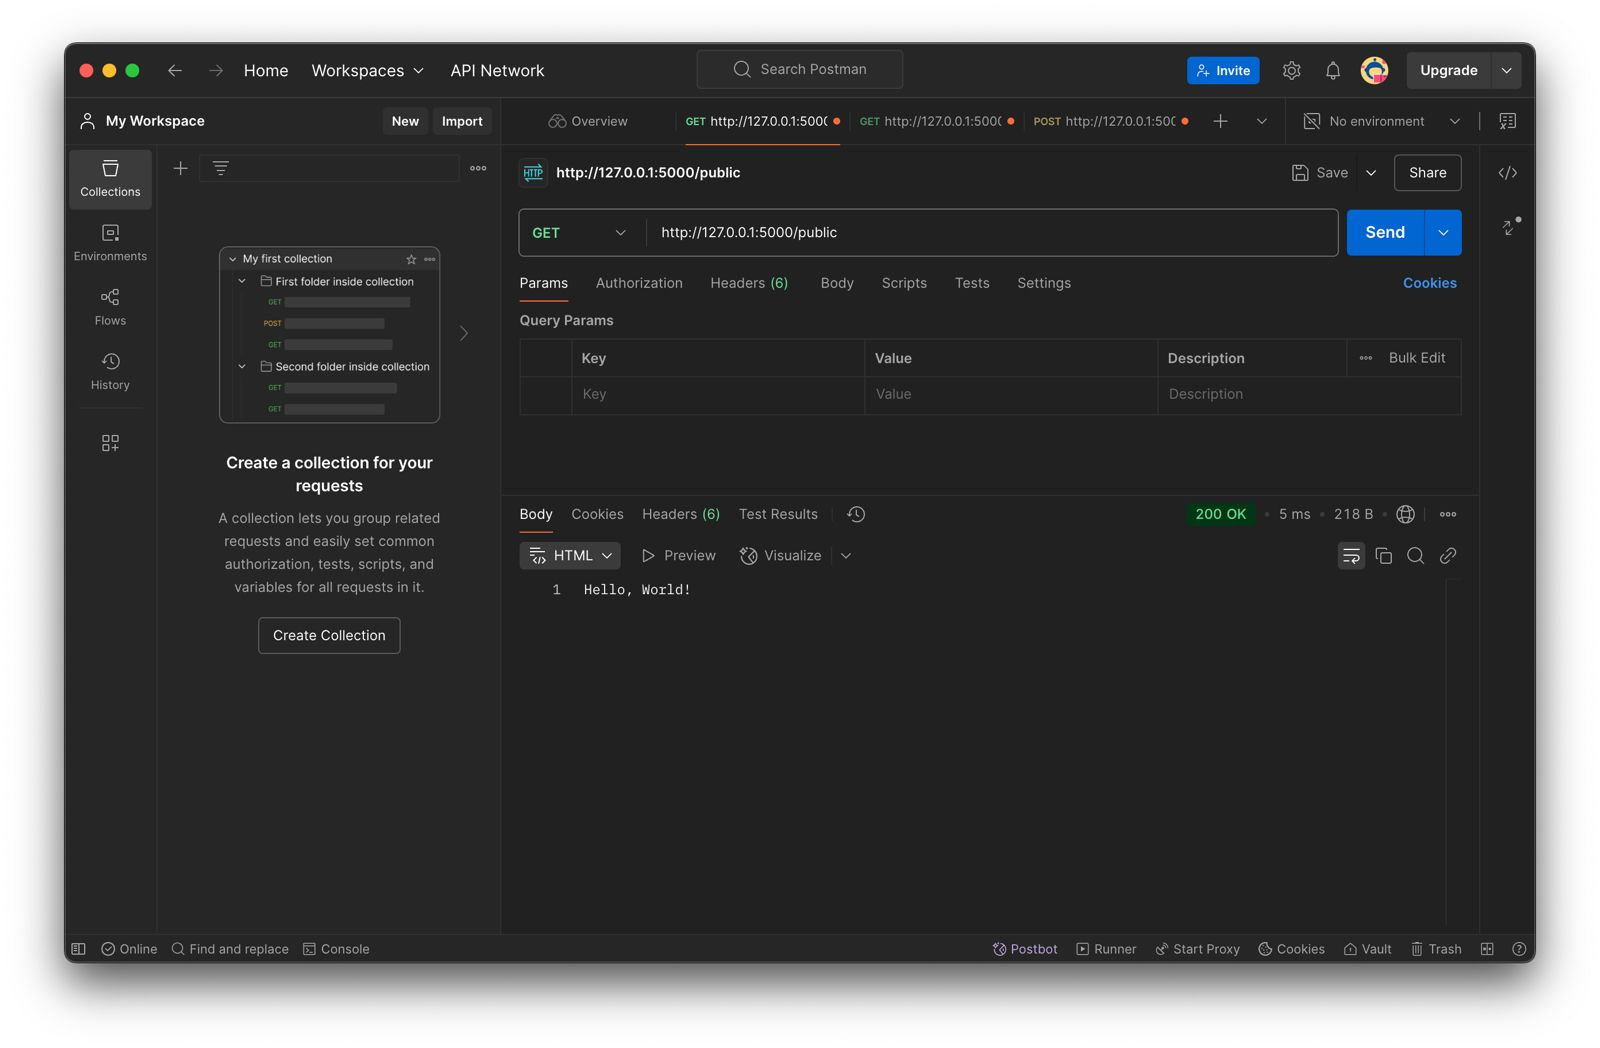 Home Workspaces API Network Search Postman Invite Upgrade
My Workspace New Import Overview GET http://127.0.0.1:5000 GET http://127.0.0.1:5000 POST http://127.0.0.1:500 No environment
Collections
Environments
Flows
History
My first collection
First folder inside collection
GET
POST
GET
Second folder inside collection
GET
GET
Create a collection for your
requests
A collection lets you group related
requests and easily set common
authorization, tests, scripts, and
variables for all requests in it.
Create Collection
HTTP http://127.0.0.1:5000/public Save Share
GET http://127.0.0.1:5000/public Send
Params Authorization Headers (6) Body Scripts Tests Settings Cookies
Query Params
Key Value Description Bulk Edit
Key Value Description
Body Cookies Headers (6) Test Results 200 OK 5 ms 218 B
HTML Preview Visualize
1 Hello, World!
Online Find and replace Console Postbot Runner Start Proxy Cookies Vault Trash